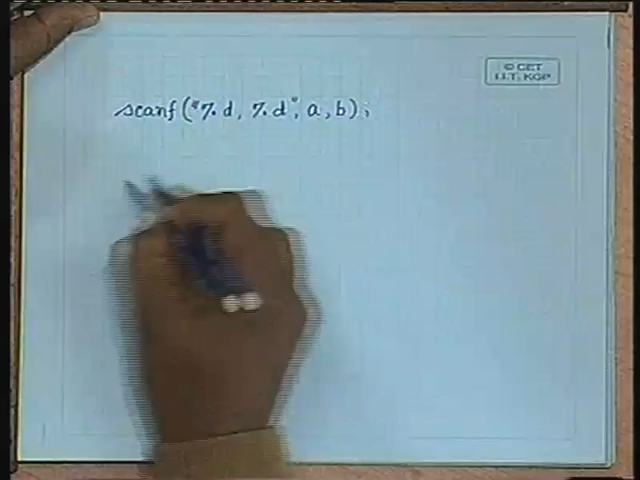 © CET
I.I.T. KGP
scanf("%d, %d", a, b);